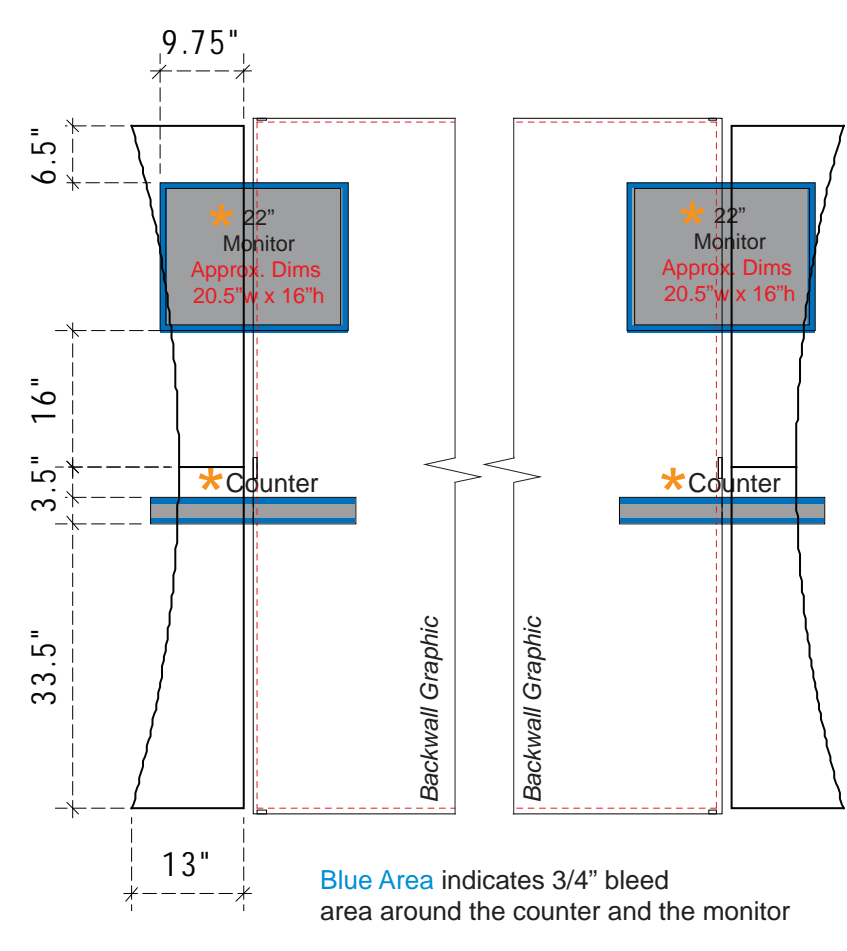 9.75"
6.5"
* 22”
Monitor
Approx. Dims
20.5”w x 16”h
* 22”
Monitor
Approx. Dims
20.5”w x 16”h
16"
3.5"
*Counter
*Counter
33.5"
Backwall Graphic
Backwall Graphic
13"
Blue Area indicates 3/4” bleed
area around the counter and the monitor